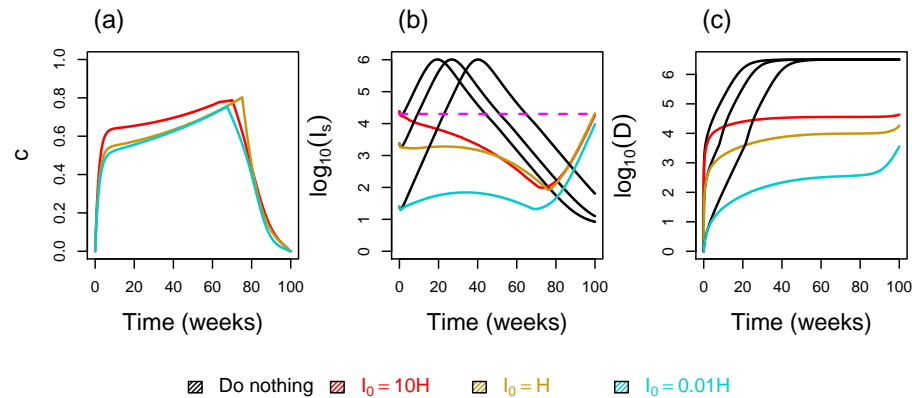 (a) (b) (c)
c
0.0 0.2 0.4 0.6 0.8 1.0
0 20 40 60 80 100
Time (weeks)
log₁₀(Iₛ)
0 1 2 3 4 5 6
0 20 40 60 80 100
Time (weeks)
log₁₀(D)
0 1 2 3 4 5 6
0 20 40 60 80 100
Time (weeks)
Do nothing I₀ = 10H I₀ = H I₀ = 0.01H